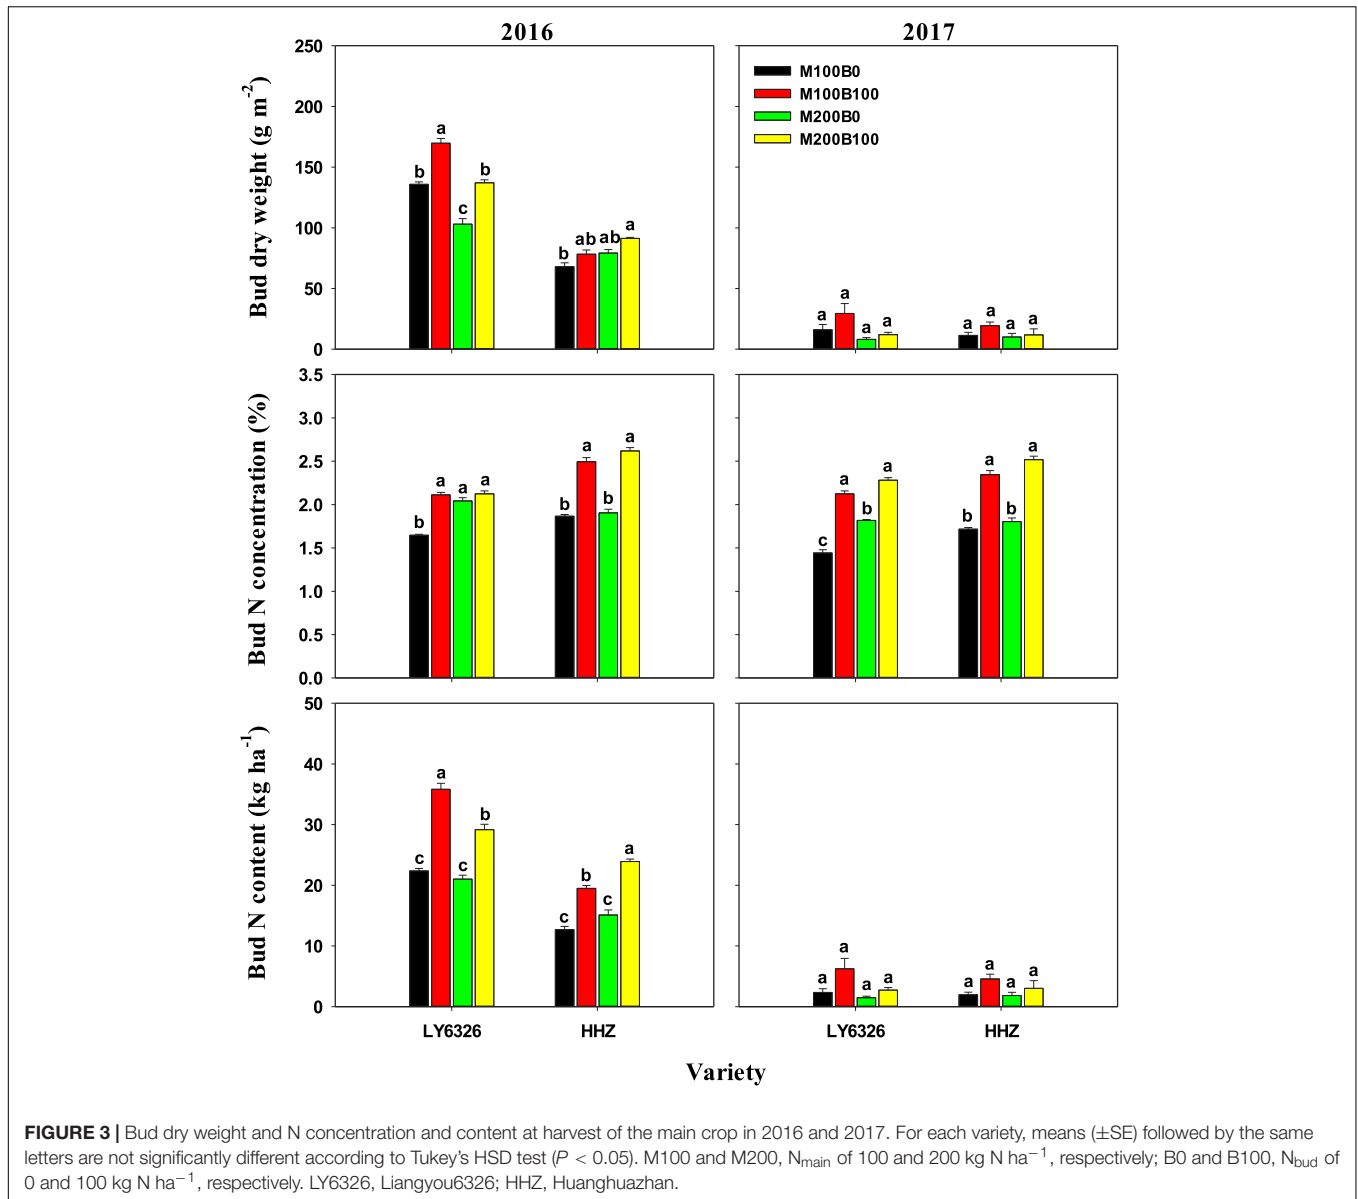 2016
2017
Bud dry weight (g m⁻²)
250
200
150
100
50
0
b
a
c
b
b
ab
ab
a
M100B0
M100B100
M200B0
M200B100
a
a
a
a
a
a
a
a
Bud N concentration (%)
3.5
3.0
2.5
2.0
1.5
1.0
0.5
0.0
b
a
a
a
b
a
b
a
c
a
b
a
b
a
b
a
Bud N content (kg ha⁻¹)
50
40
30
20
10
0
c
a
c
b
c
b
c
a
a
a
a
a
a
a
a
a
LY6326
HHZ
LY6326
HHZ
Variety
FIGURE 3 | Bud dry weight and N concentration and content at harvest of the main crop in 2016 and 2017. For each variety, means (±SE) followed by the same
letters are not significantly different according to Tukey's HSD test (P < 0.05). M100 and M200, Nmain of 100 and 200 kg N ha−1, respectively; B0 and B100, Nbud of
0 and 100 kg N ha−1, respectively. LY6326, Liangyou6326; HHZ, Huanghuazhan.